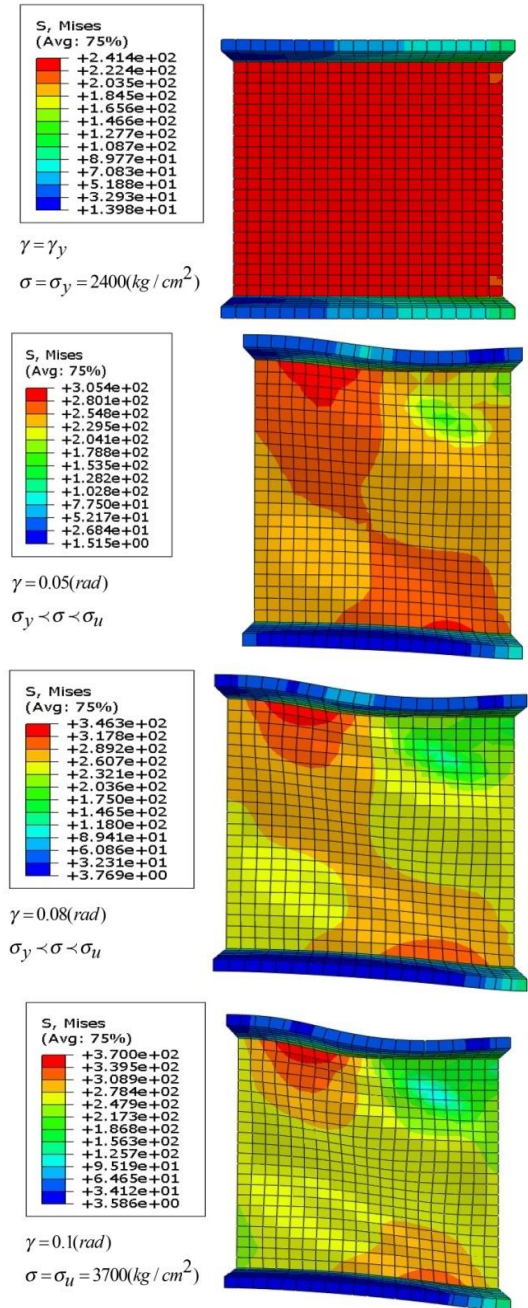 S, Mises
(Avg: 75%)
+2.414e+02
+2.224e+02
+2.035e+02
+1.845e+02
+1.656e+02
+1.466e+02
+1.277e+02
+1.087e+02
+8.977e+01
+7.083e+01
+5.188e+01
+3.293e+01
+1.398e+01
γ = γy
σ = σy = 2400(kg / cm²)
S, Mises
(Avg: 75%)
+3.054e+02
+2.801e+02
+2.548e+02
+2.295e+02
+2.041e+02
+1.788e+02
+1.535e+02
+1.282e+02
+1.028e+02
+7.750e+01
+5.217e+01
+2.684e+01
+1.515e+00
γ = 0.05(rad)
σy ≺ σ ≺ σu
S, Mises
(Avg: 75%)
+3.463e+02
+3.178e+02
+2.892e+02
+2.607e+02
+2.321e+02
+2.036e+02
+1.750e+02
+1.465e+02
+1.180e+02
+8.941e+01
+6.086e+01
+3.231e+01
+3.769e+00
γ = 0.08(rad)
σy ≺ σ ≺ σu
S, Mises
(Avg: 75%)
+3.700e+02
+3.395e+02
+3.089e+02
+2.784e+02
+2.479e+02
+2.173e+02
+1.868e+02
+1.563e+02
+1.257e+02
+9.519e+01
+6.465e+01
+3.412e+01
+3.586e+00
γ = 0.1(rad)
σ = σu = 3700(kg / cm²)